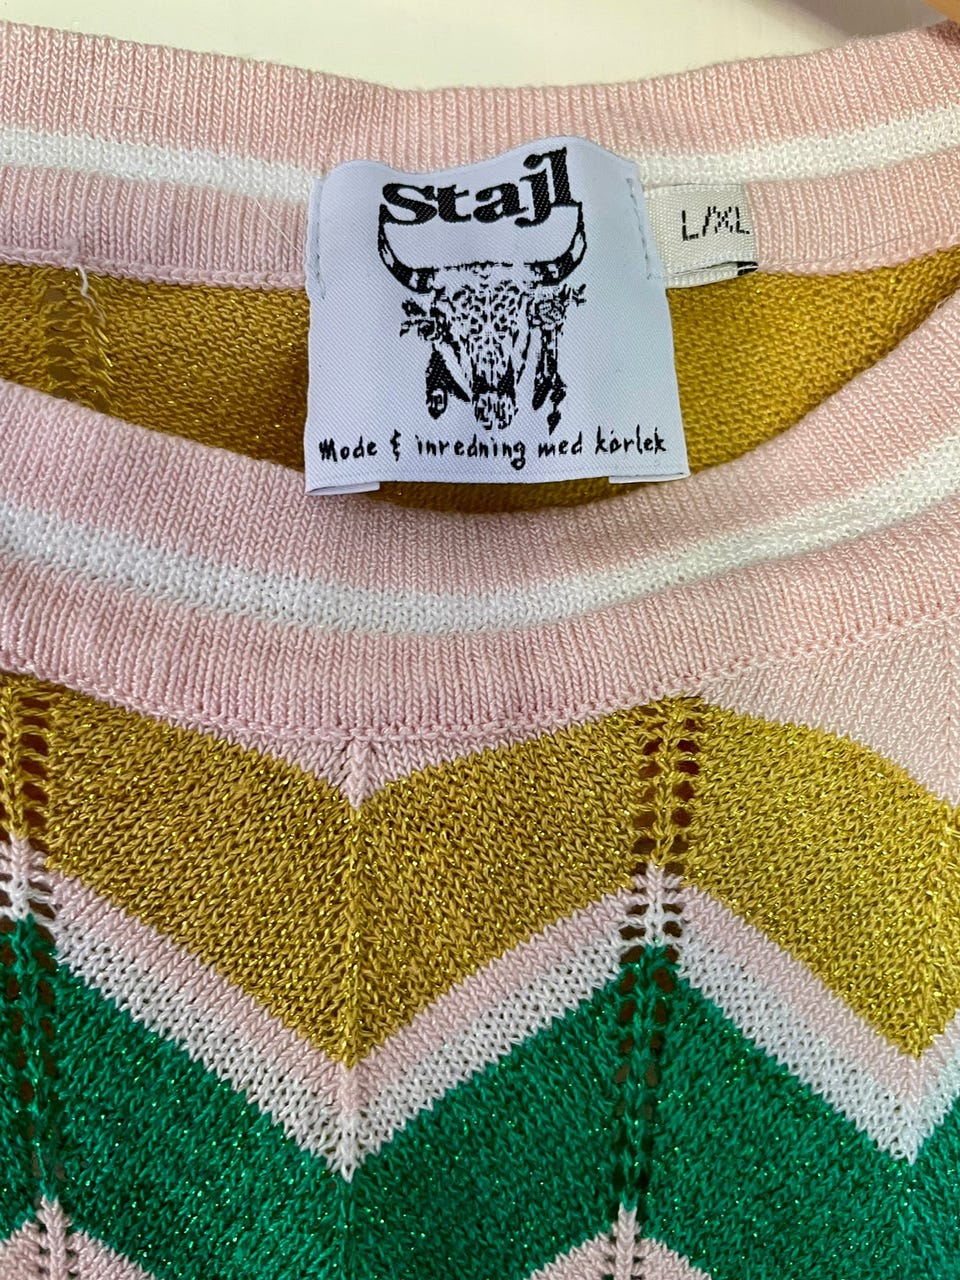 Stajl
L/XL
Mode & inredning med kärlek